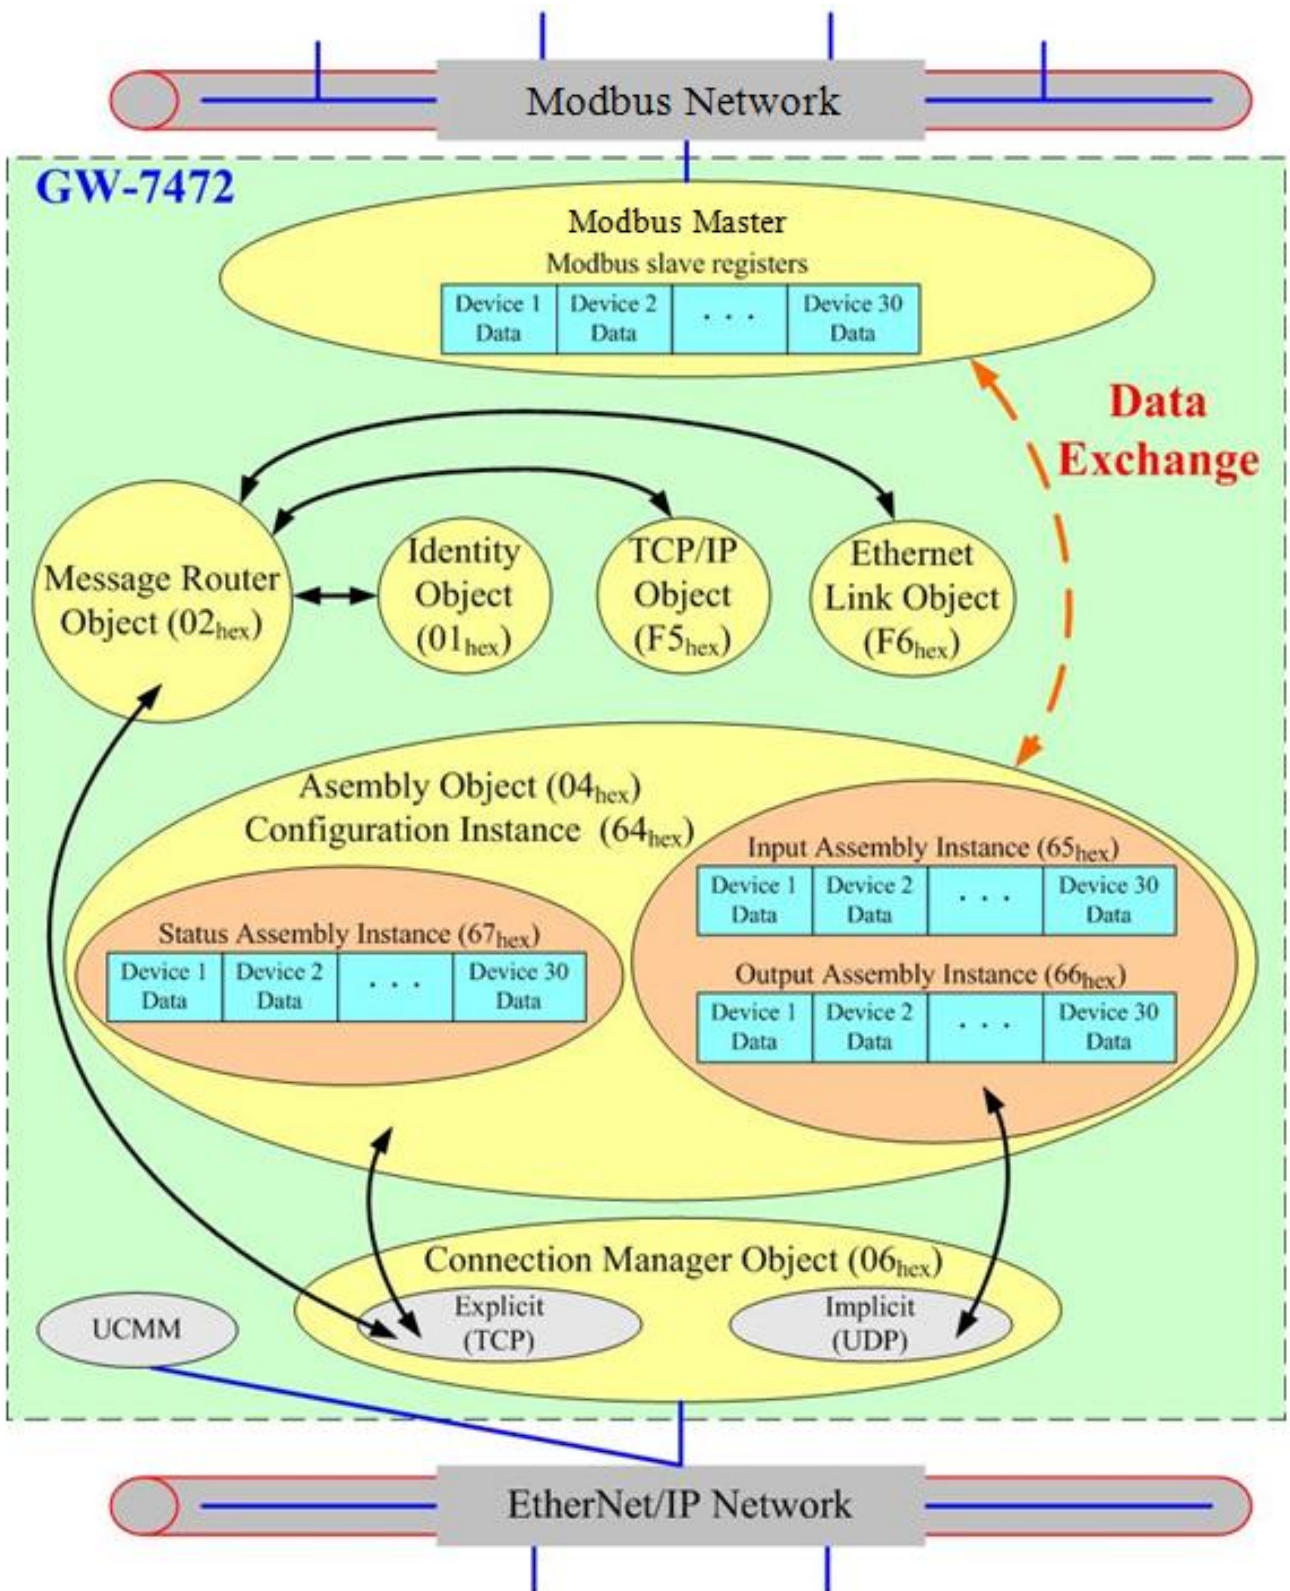 Modbus Network
GW-7472
Modbus Master
Modbus slave registers
Device 1 Device 2 . . . Device 30
Data Data Data
Data
Exchange
Message Router
Object (02hex)
Identity
Object
(01hex)
TCP/IP
Object
(F5hex)
Ethernet
Link Object
(F6hex)
Asembly Object (04hex)
Configuration Instance (64hex)
Input Assembly Instance (65hex)
Device 1 Device 2 . . . Device 30
Data Data Data
Status Assembly Instance (67hex)
Device 1 Device 2 . . . Device 30
Data Data Data
Output Assembly Instance (66hex)
Device 1 Device 2 . . . Device 30
Data Data Data
Connection Manager Object (06hex)
Explicit
(TCP)
Implicit
(UDP)
UCMM
EtherNet/IP Network